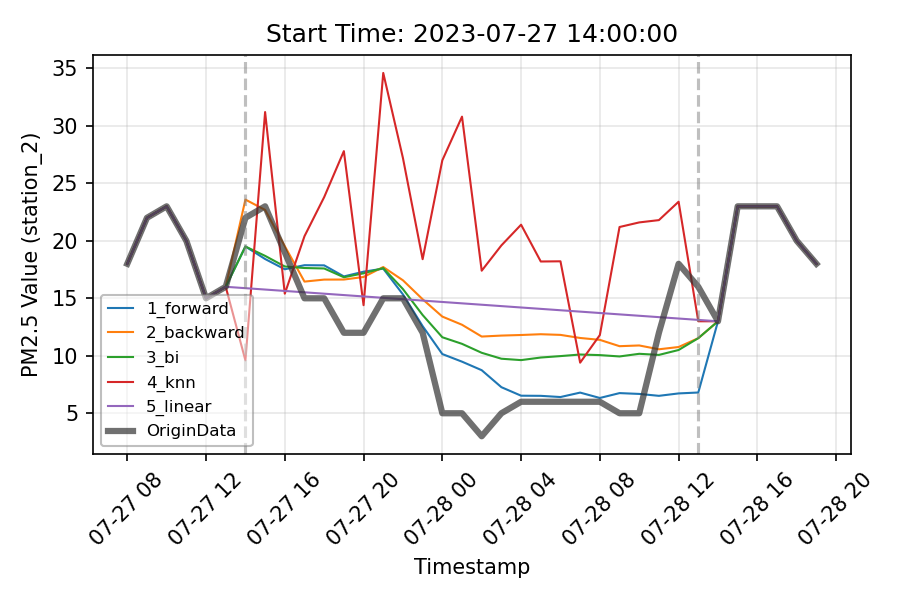 Start Time: 2023-07-27 14:00:00
PM2.5 Value (station_2)
35
30
25
20
15
10
5
1_forward
2_backward
3_bi
4_knn
5_linear
OriginData
07-27 08
07-27 12
07-27 16
07-27 20
07-28 00
07-28 04
07-28 08
07-28 12
07-28 16
07-28 20
Timestamp